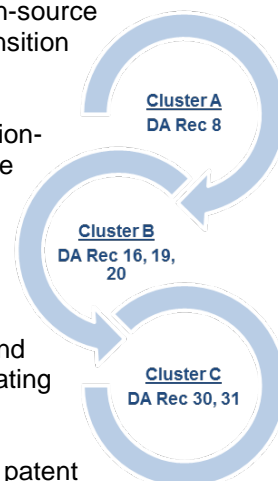 n-source
nsition
Cluster A
DA Rec 8
ion-
e
Cluster B
DA Rec 16, 19,
20
nd
ating
Cluster C
DA Rec 30, 31
patent